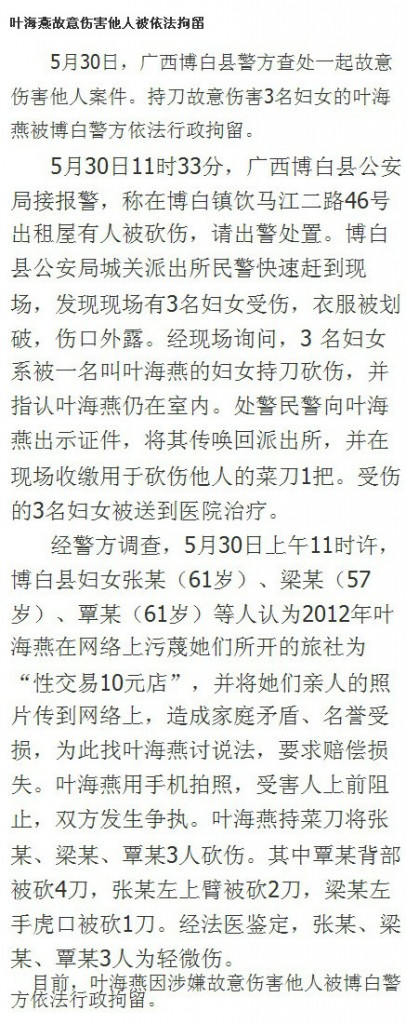 叶海燕故意伤害他人被依法拘留
5月30日，广西博白县警方查处一起故意
伤害他人案件。持刀故意伤害3名妇女的叶海
燕被博白警方依法行政拘留。
5月30日11时33分，广西博白县公安
局接报警，称在博白镇饮马江二路46号
出租屋有人被砍伤，请出警处置。博白
县公安局城关派出所民警快速赶到现
场，发现现场有3名妇女受伤，衣服被划
破，伤口外露。经现场询问，3 名妇女
系被一名叫叶海燕的妇女持刀砍伤，并
指认叶海燕仍在室内。处警民警向叶海
燕出示证件，将其传唤回派出所，并在
现场收缴用于砍伤他人的菜刀1把。受伤
的3名妇女被送到医院治疗。
经警方调查，5月30日上午11时许，
博白县妇女张某（61岁）、梁某（57
岁）、覃某（61岁）等人认为2012年叶
海燕在网络上污蔑她们所开的旅社为
“性交易10元店”，并将她们亲人的照
片传到网络上，造成家庭矛盾、名誉受
损，为此找叶海燕讨说法，要求赔偿损
失。叶海燕用手机拍照，受害人上前阻
止，双方发生争执。叶海燕持菜刀将张
某、梁某、覃某3人砍伤。其中覃某背部
被砍4刀，张某左上臂被砍2刀，梁某左
手虎口被砍1刀。经法医鉴定，张某、梁
某、覃某3人为轻微伤。
目前，叶海燕因涉嫌故意伤害他人被博白警
方依法行政拘留。